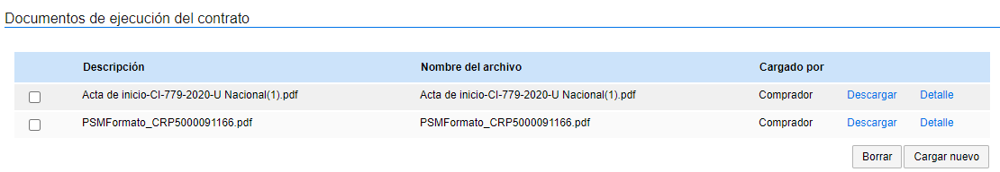 Documentos de ejecución del contrato
Descripción Nombre del archivo Cargado por
Acta de inicio-CI-779-2020-U Nacional(1).pdf Acta de inicio-CI-779-2020-U Nacional(1).pdf Comprador Descargar Detalle
PSMFormato_CRP5000091166.pdf PSMFormato_CRP5000091166.pdf Comprador Descargar Detalle
Borrar Cargar nuevo